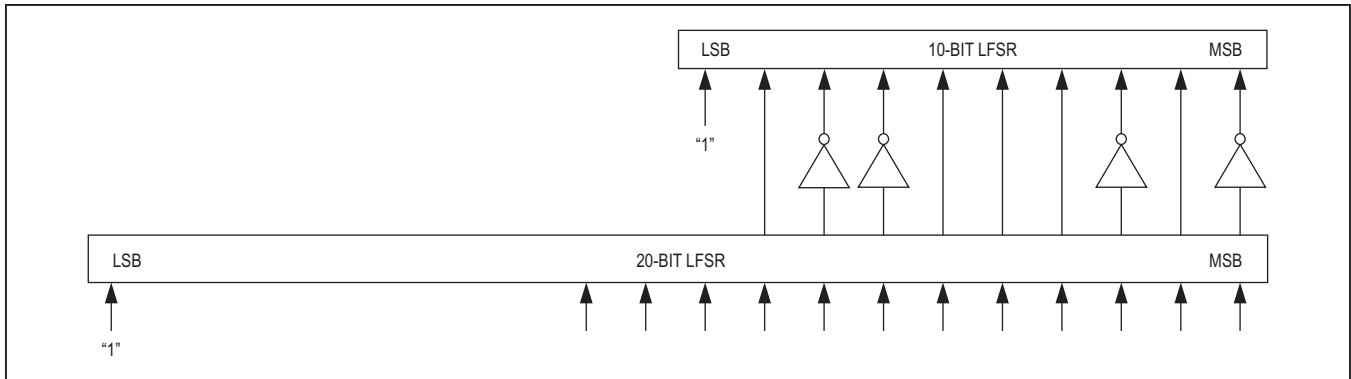 LSB 10-BIT LFSR MSB
“1”
LSB 20-BIT LFSR MSB
“1”